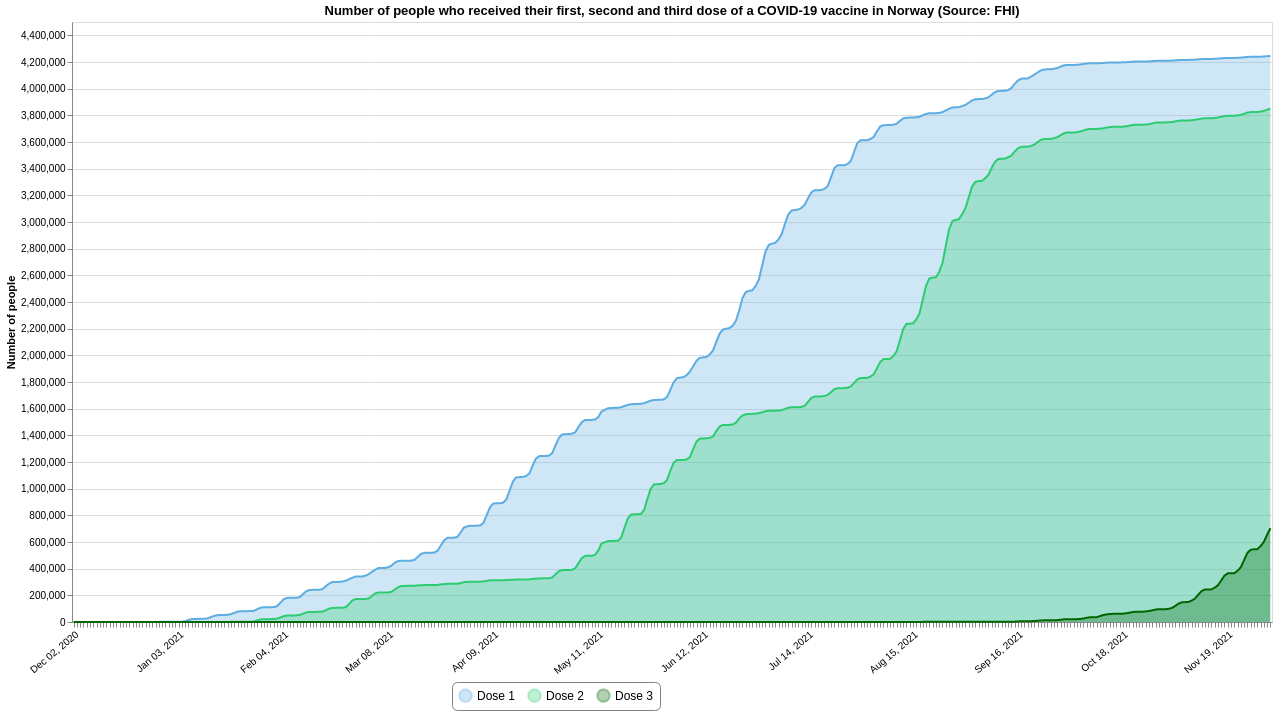 Number of people who received their first, second and third dose of a COVID-19 vaccine in Norway (Source: FHI)
Number of people
4,400,000
4,200,000
4,000,000
3,800,000
3,600,000
3,400,000
3,200,000
3,000,000
2,800,000
2,600,000
2,400,000
2,200,000
2,000,000
1,800,000
1,600,000
1,400,000
1,200,000
1,000,000
800,000
600,000
400,000
200,000
0
Dec 02, 2020
Jan 03, 2021
Feb 04, 2021
Mar 08, 2021
Apr 09, 2021
May 11, 2021
Jun 12, 2021
Jul 14, 2021
Aug 15, 2021
Sep 16, 2021
Oct 18, 2021
Nov 19, 2021
Dose 1 Dose 2 Dose 3